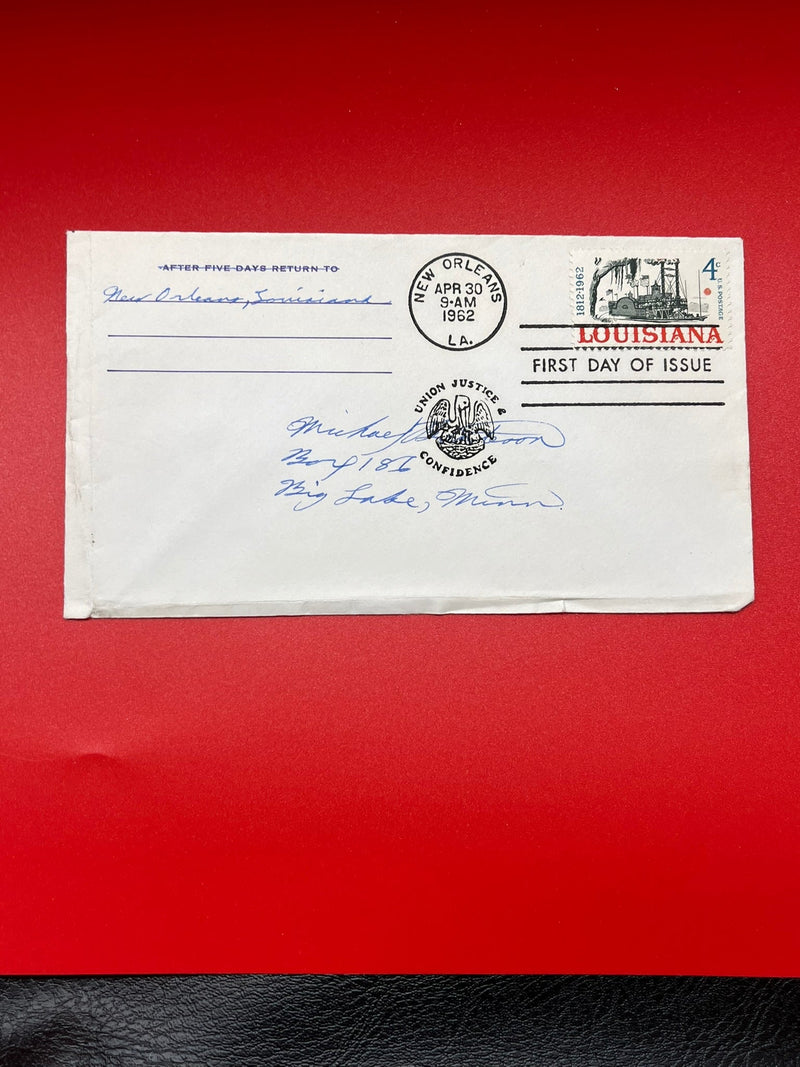 AFTER FIVE DAYS RETURN TO
New Orleans, Louisiana
NEW ORLEANS
APR 30
9-AM
1962
LA.
1812-1962
4c
U.S. POSTAGE
LOUISIANA
FIRST DAY OF ISSUE
UNION JUSTICE &
CONFIDENCE
Michael
Box 186
Big Lake, Minn.